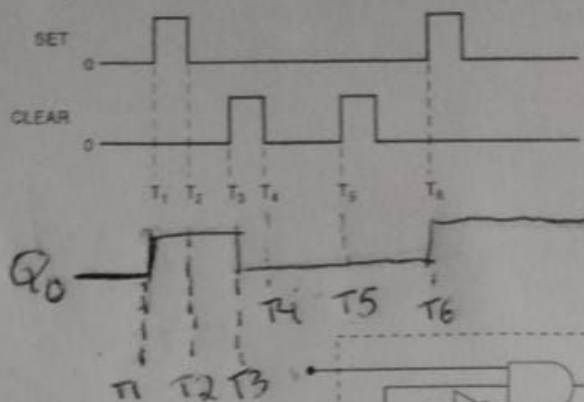 SET
0
CLEAR
0
T1 T2 T3 T4 T5 T6
Q0
T4 T5 T6
T1 T2 T3